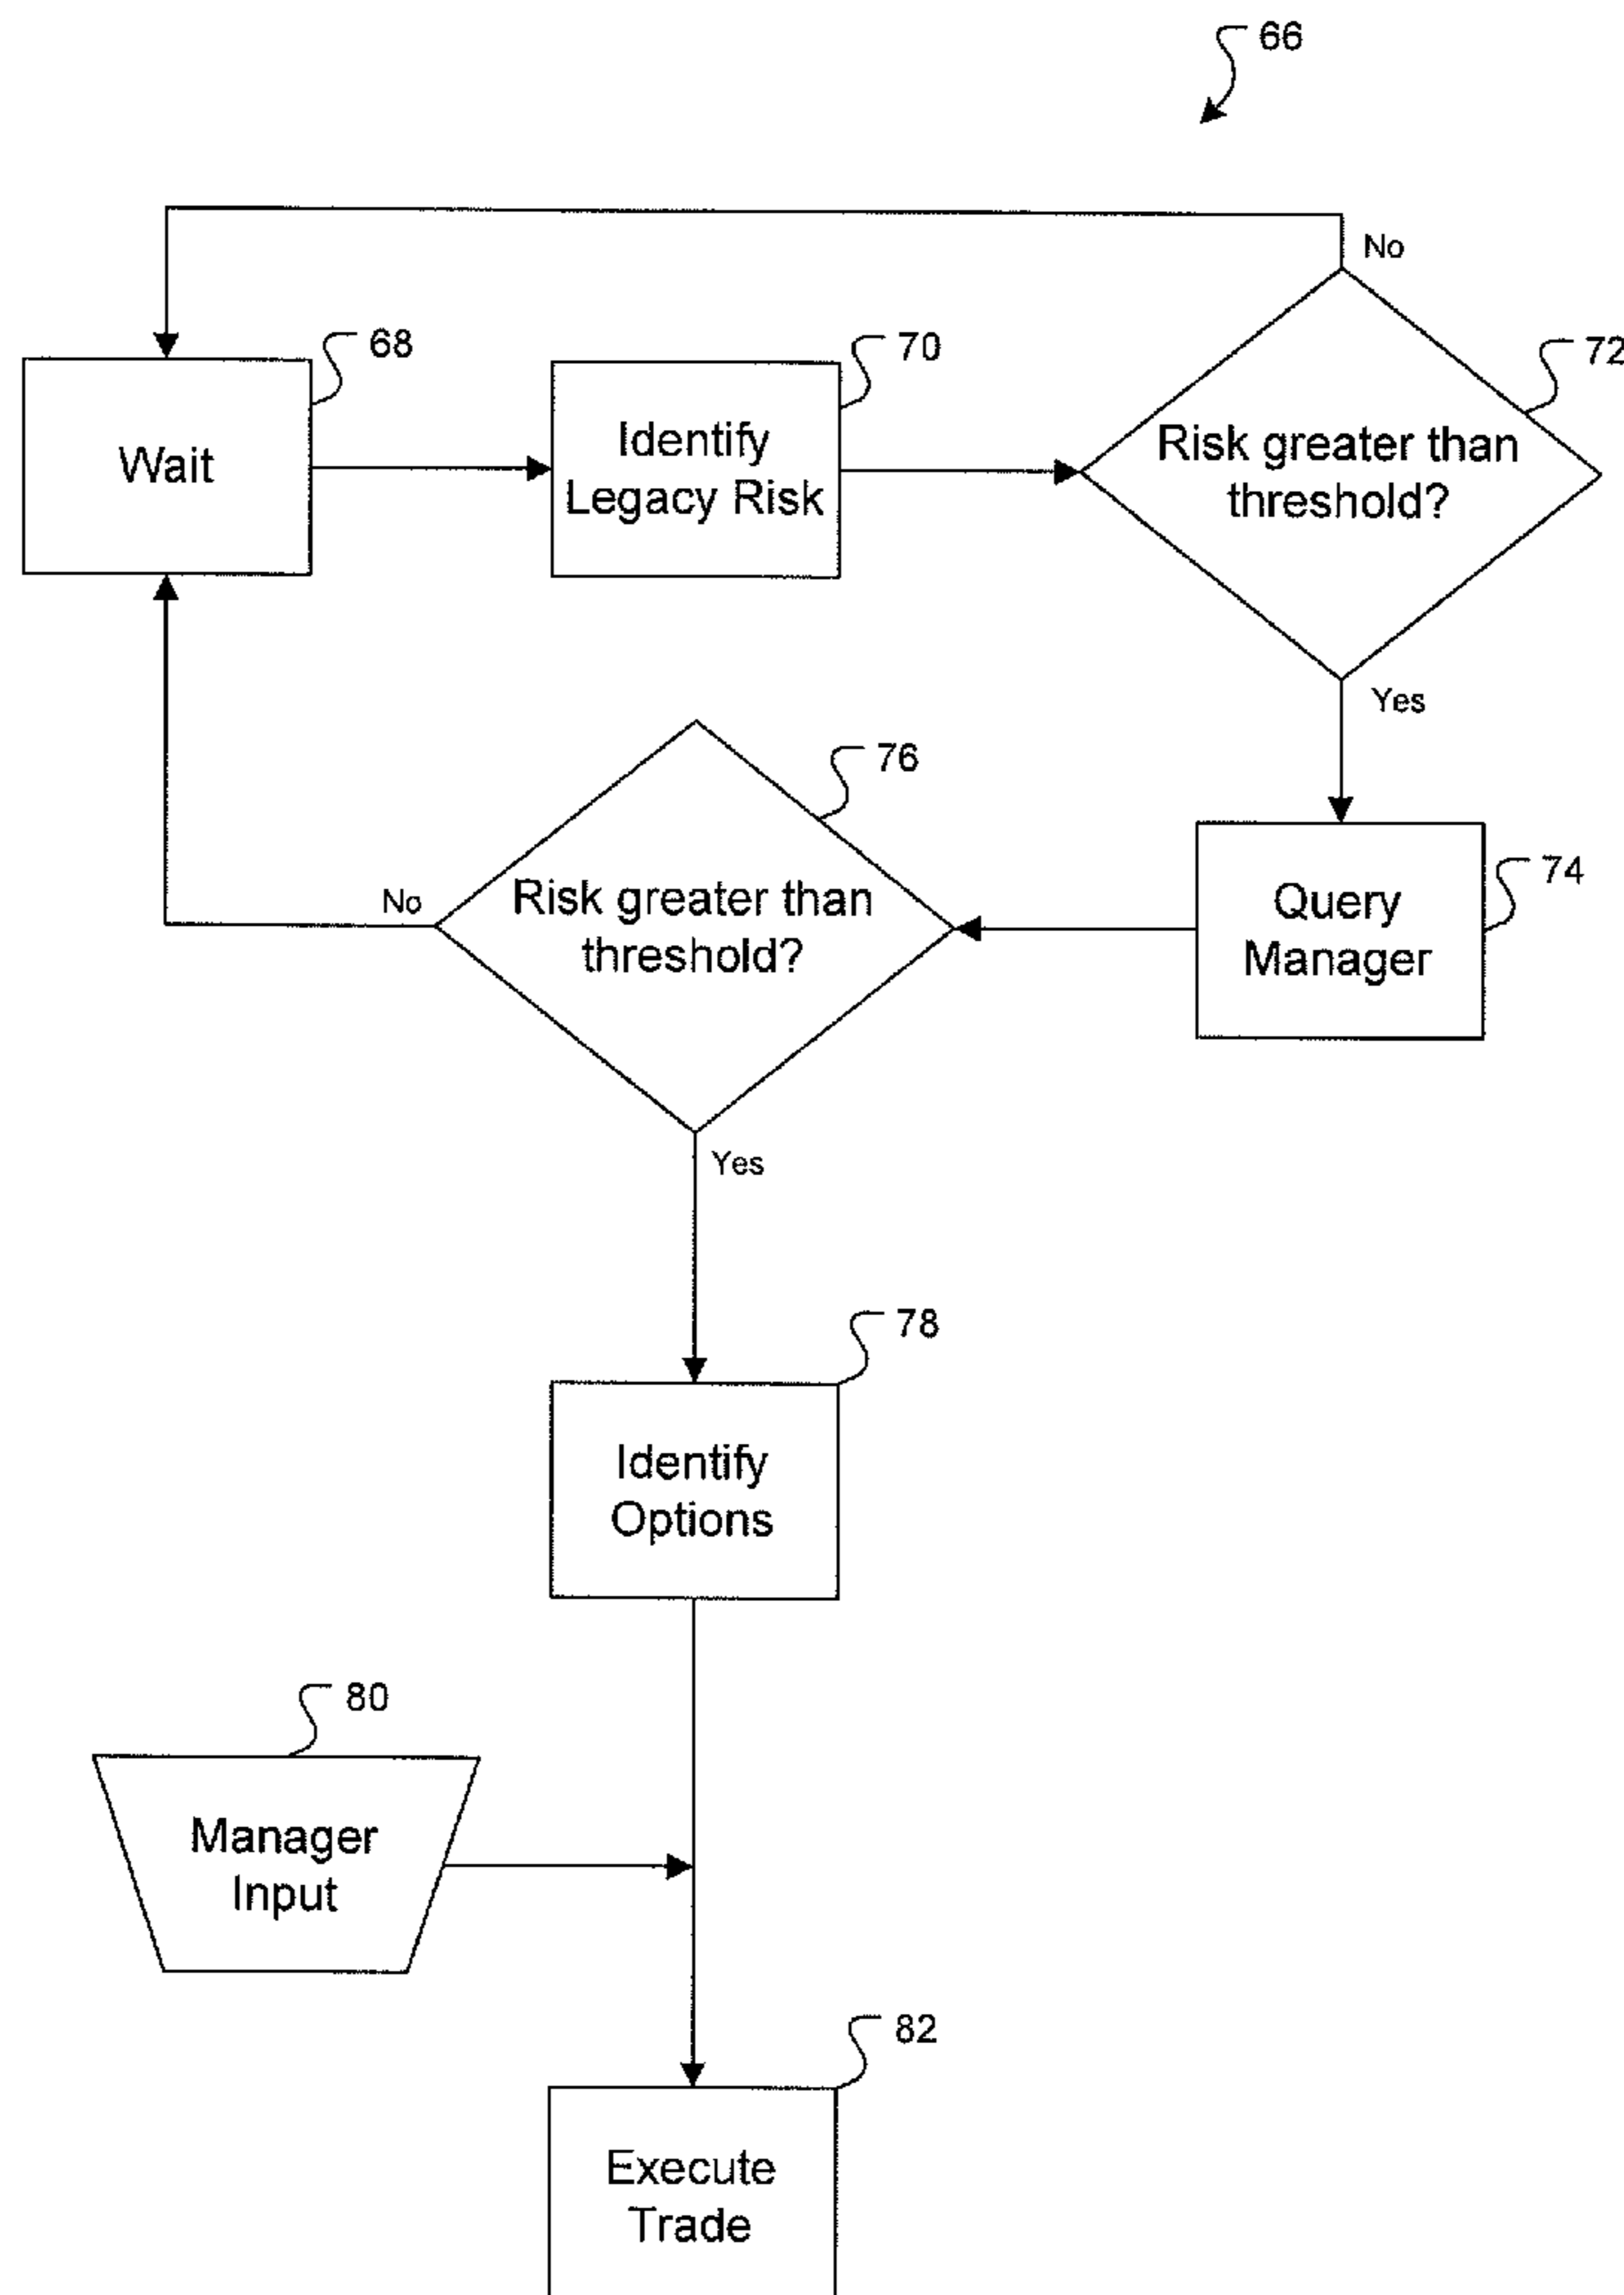 66
No
68
70
72
Wait
Identify
Legacy Risk
Risk greater than
threshold?
Yes
76
74
No
Risk greater than
threshold?
Query
Manager
Yes
78
Identify
Options
80
Manager
Input
82
Execute
Trade